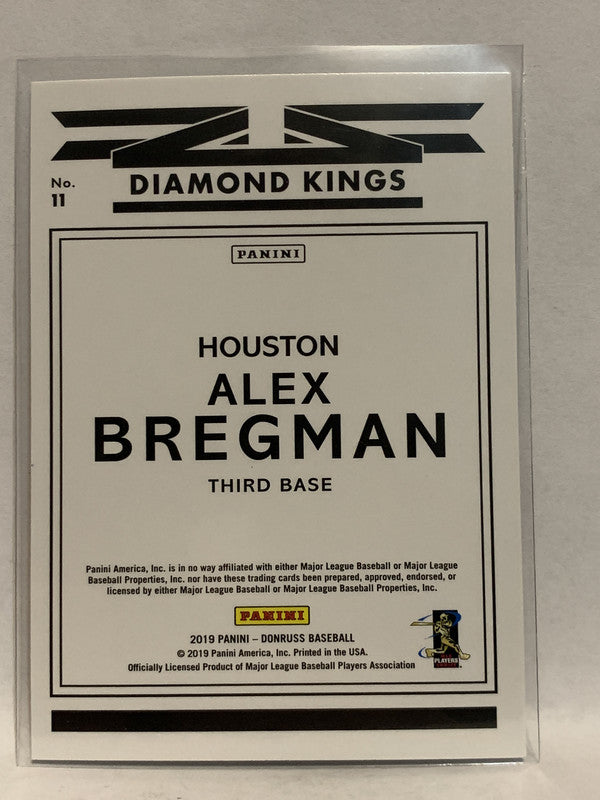 No.
11
DIAMOND KINGS
PANINI
HOUSTON
ALEX
BREGMAN
THIRD BASE
Panini America, Inc. is in no way affiliated with either Major League Baseball or Major League
Baseball Properties, Inc. nor have these trading cards been prepared, approved, endorsed, or
licensed by either Major League Baseball or Major League Baseball Properties, Inc.
PANINI
2019 PANINI – DONRUSS BASEBALL
© 2019 Panini America, Inc. Printed in the USA.
Officially Licensed Product of Major League Baseball Players Association
PLAYERS